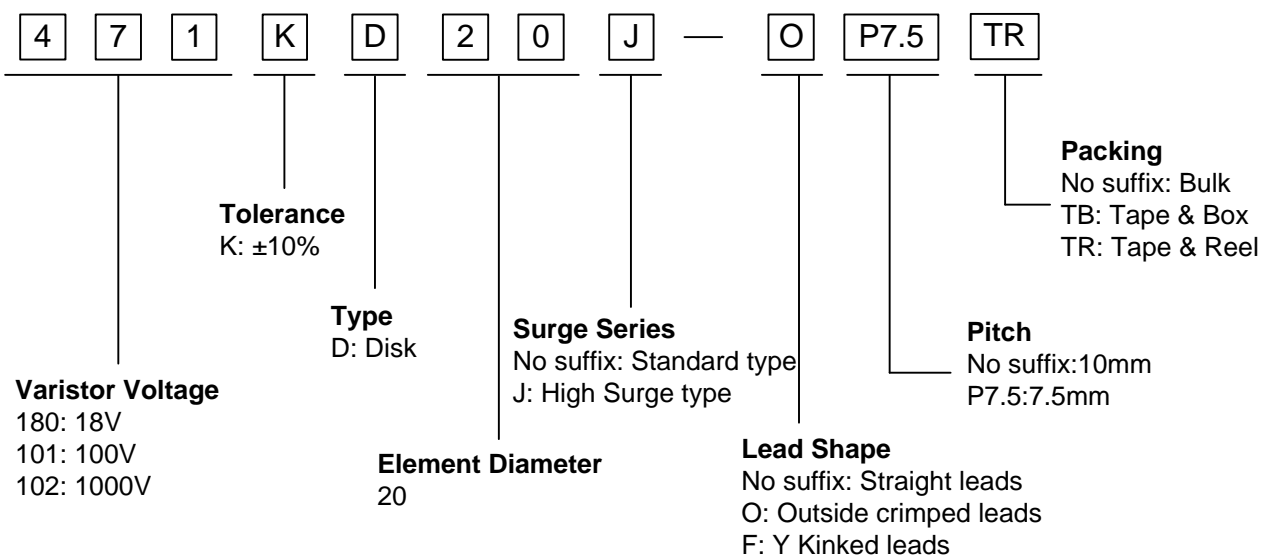 4 7 1 K D 2 0 J — O P7.5 TR
Packing
No suffix: Bulk
TB: Tape & Box
TR: Tape & Reel
Tolerance
K: ±10%
Type
D: Disk
Surge Series
No suffix: Standard type
J: High Surge type
Pitch
No suffix:10mm
P7.5:7.5mm
Varistor Voltage
180: 18V
101: 100V
102: 1000V
Element Diameter
20
Lead Shape
No suffix: Straight leads
O: Outside crimped leads
F: Y Kinked leads